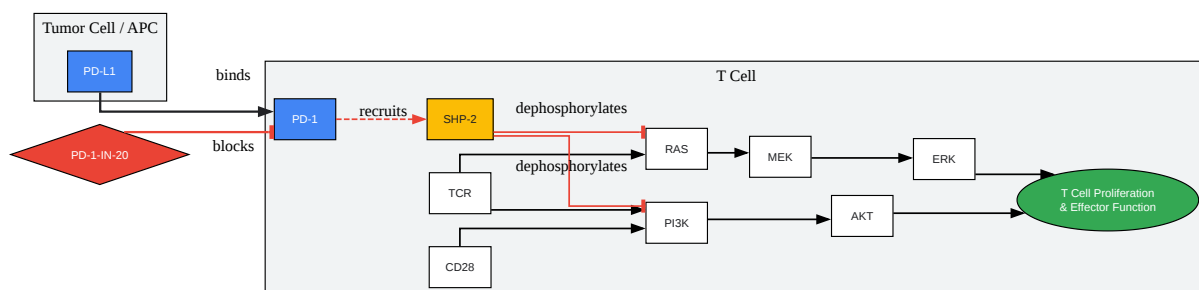 Tumor Cell / APC
PD-L1
binds
T Cell
PD-1
recruits
SHP-2
dephosphorylates
PD-1-IN-20
blocks
RAS
MEK
ERK
dephosphorylates
TCR
T Cell Proliferation
& Effector Function
PI3K
AKT
CD28